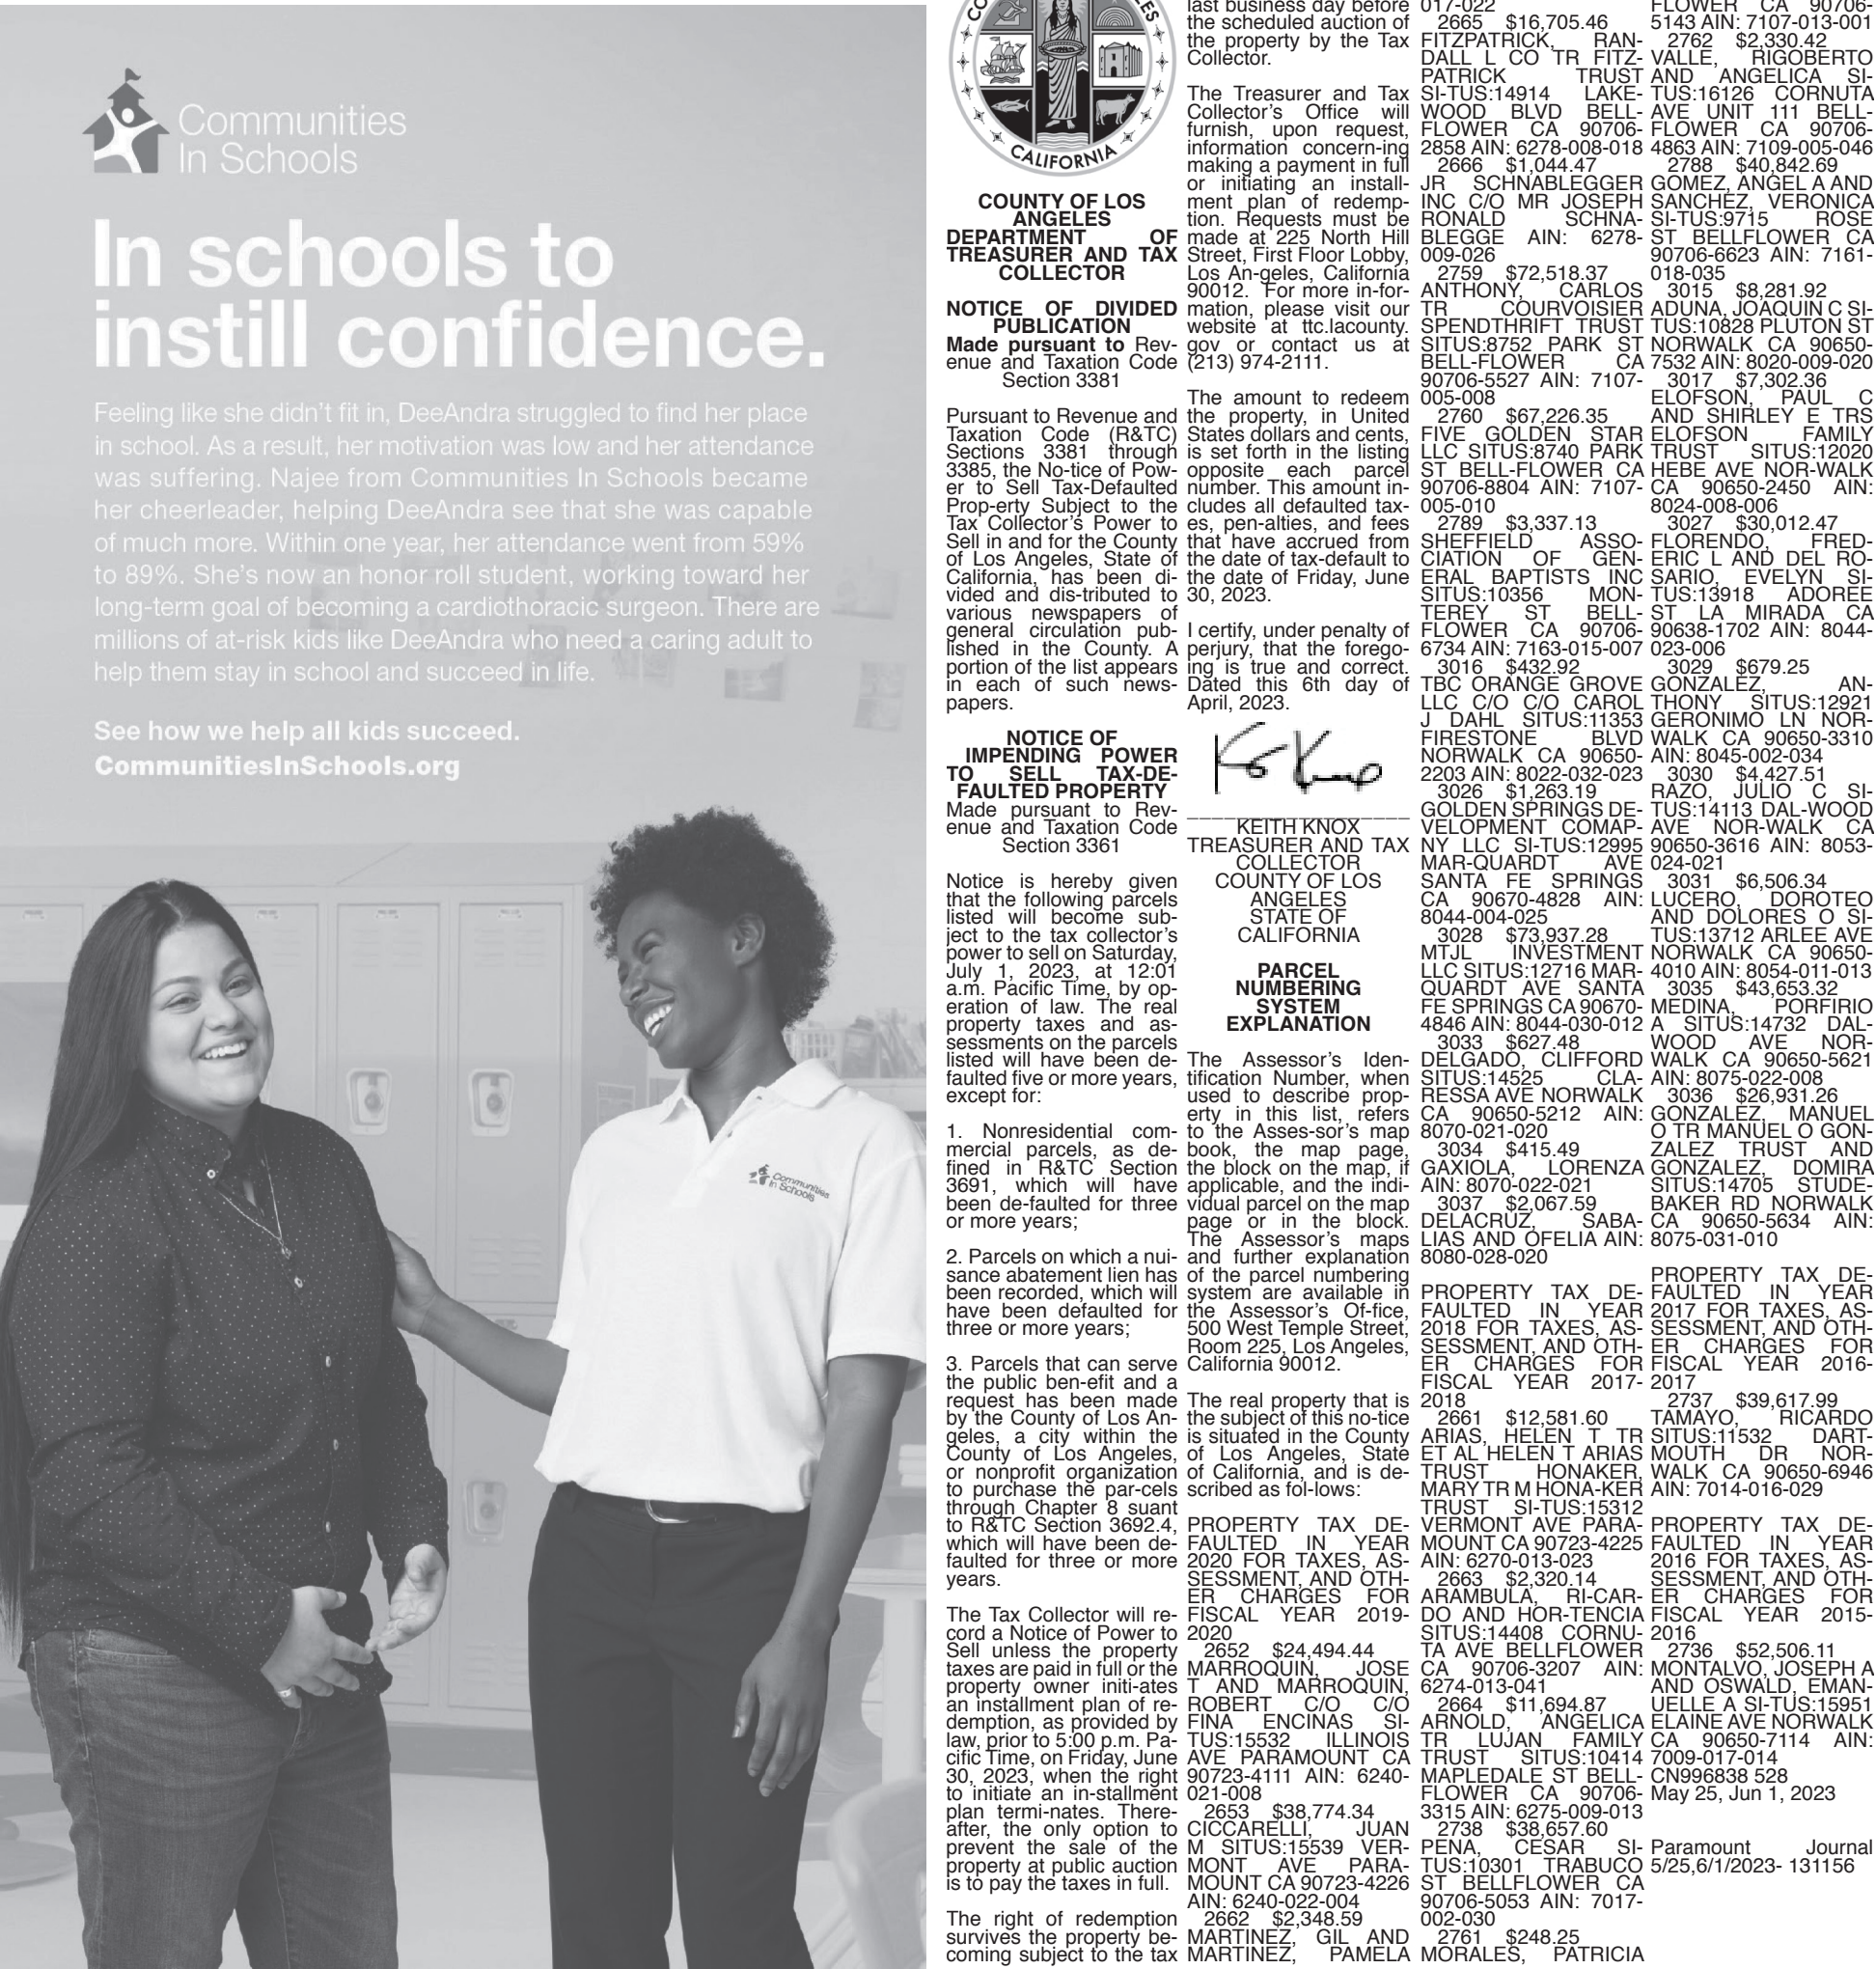 Communities
In Schools
In schools to
instill confidence.
Feeling like she didn't fit in, DeeAndra struggled to find her place
in school. As a result, her motivation was low and her attendance
was suffering. Najee from Communities In Schools became
her cheerleader, helping DeeAndra see that she was capable
of much more. Within one year, her attendance went from 59%
to 89%. She's now an honor roll student, working toward her
long-term goal of becoming a cardiothoracic surgeon. There are
millions of at-risk kids like DeeAndra who need a caring adult to
help them stay in school and succeed in life.
See how we help all kids succeed.
CommunitiesInSchools.org
Communities
In Schools
CALIFORNIA
COUNTY OF LOS
ANGELES
DEPARTMENT OF
TREASURER AND TAX
COLLECTOR
NOTICE OF DIVIDED
PUBLICATION
Made pursuant to Rev-
enue and Taxation Code
Section 3381
Pursuant to Revenue and
Taxation Code (R&TC)
Sections 3381 through
3385, the No-tice of Pow-
er to Sell Tax-Defaulted
Prop-erty Subject to the
Tax Collector's Power to
Sell in and for the County
of Los Angeles, State of
California, has been di-
vided and dis-tributed to
various newspapers of
general circulation pub-
lished in the County. A
portion of the list appears
in each of such news-
papers.
NOTICE OF
IMPENDING POWER
TO SELL TAX-DE-
FAULTED PROPERTY
Made pursuant to Rev-
enue and Taxation Code
Section 3361
Notice is hereby given
that the following parcels
listed will become sub-
ject to the tax collector's
power to sell on Saturday,
July 1, 2023, at 12:01
a.m. Pacific Time, by op-
eration of law. The real
property taxes and as-
sessments on the parcels
listed will have been de-
faulted five or more years,
except for:
1. Nonresidential com-
mercial parcels, as de-
fined in R&TC Section
3691, which will have
been de-faulted for three
or more years;
2. Parcels on which a nui-
sance abatement lien has
been recorded, which will
have been defaulted for
three or more years;
3. Parcels that can serve
the public ben-efit and a
request has been made
by the County of Los An-
geles, a city within the
County of Los Angeles,
or nonprofit organization
to purchase the par-cels
through Chapter 8 suant
to R&TC Section 3692.4,
which will have been de-
faulted for three or more
years.
The Tax Collector will re-
cord a Notice of Power to
Sell unless the property
taxes are paid in full or the
property owner initi-ates
an installment plan of re-
demption, as provided by
law, prior to 5:00 p.m. Pa-
cific Time, on Friday, June
30, 2023, when the right
to initiate an in-stallment
plan termi-nates. There-
after, the only option to
prevent the sale of the
property at public auction
is to pay the taxes in full.
The right of redemption
survives the property be-
coming subject to the tax
last business day before
the scheduled auction of
the property by the Tax
Collector.
The Treasurer and Tax
Collector's Office will
furnish, upon request,
information concern-ing
making a payment in full
or initiating an install-
ment plan of redemp-
tion. Requests must be
made at 225 North Hill
Street, First Floor Lobby,
Los An-geles, California
90012. For more in-for-
mation, please visit our
website at ttc.lacounty.
gov or contact us at
(213) 974-2111.
The amount to redeem
the property, in United
States dollars and cents,
is set forth in the listing
opposite each parcel
number. This amount in-
cludes all defaulted tax-
es, pen-alties, and fees
that have accrued from
the date of tax-default to
the date of Friday, June
30, 2023.
I certify, under penalty of
perjury, that the forego-
ing is true and correct.
Dated this 6th day of
April, 2023.
KEITH KNOX
TREASURER AND TAX
COLLECTOR
COUNTY OF LOS
ANGELES
STATE OF
CALIFORNIA
PARCEL
NUMBERING
SYSTEM
EXPLANATION
The Assessor's Iden-
tification Number, when
used to describe prop-
erty in this list, refers
to the Asses-sor's map
book, the map page,
the block on the map, if
applicable, and the indi-
vidual parcel on the map
page or in the block.
The Assessor's maps
and further explanation
of the parcel numbering
system are available in
the Assessor's Of-fice,
500 West Temple Street,
Room 225, Los Angeles,
California 90012.
The real property that is
the subject of this no-tice
is situated in the County
of Los Angeles, State
of California, and is de-
scribed as fol-lows:
PROPERTY TAX DE-
FAULTED IN YEAR
2020 FOR TAXES, AS-
SESSMENT, AND OTH-
ER CHARGES FOR
FISCAL YEAR 2019-
2020
2652 $24,494.44
MARROQUIN, JOSE
T AND MARROQUIN,
ROBERT C/O C/O
FINA ENCINAS SI-
TUS:15532 ILLINOIS
AVE PARAMOUNT CA
90723-4111 AIN: 6240-
021-008
2653 $38,774.34
CICCARELLI, JUAN
M SITUS:15539 VER-
MONT AVE PARA-
MOUNT CA 90723-4226
AIN: 6240-022-004
2662 $2,348.59
MARTINEZ, GIL AND
MARTINEZ, PAMELA
017-022
2665 $16,705.46
FITZPATRICK, RAN-
DALL L CO TR FITZ-
PATRICK TRUST
SI-TUS:14914 LAKE-
WOOD BLVD BELL-
FLOWER CA 90706-
2858 AIN: 6278-008-018
2666 $1,044.47
JR SCHNABLEGGER
INC C/O MR JOSEPH
RONALD SCHNA-
BLEGGE AIN: 6278-
009-026
2759 $72,518.37
ANTHONY, CARLOS
TR COURVOISIER
SPENDTHRIFT TRUST
SITUS:8752 PARK ST
BELL-FLOWER CA
90706-5527 AIN: 7107-
005-008
2760 $67,226.35
FIVE GOLDEN STAR
LLC SITUS:8740 PARK
ST BELL-FLOWER CA
90706-8804 AIN: 7107-
005-010
2789 $3,337.13
SHEFFIELD ASSO-
CIATION OF GEN-
ERAL BAPTISTS INC
SITUS:10356 MON-
TEREY ST BELL-
FLOWER CA 90706-
6734 AIN: 7163-015-007
3016 $432.92
TBC ORANGE GROVE
LLC C/O C/O CAROL
J DAHL SITUS:11353
FIRESTONE BLVD
NORWALK CA 90650-
2203 AIN: 8022-032-023
3026 $1,263.19
GOLDEN SPRINGS DE-
VELOPMENT COMAP-
NY LLC SI-TUS:12995
MAR-QUARDT AVE
SANTA FE SPRINGS
CA 90670-4828 AIN:
8044-004-025
3028 $73,937.28
MTJL INVESTMENT
LLC SITUS:12716 MAR-
QUARDT AVE SANTA
FE SPRINGS CA 90670-
4846 AIN: 8044-030-012
3033 $627.48
DELGADO, CLIFFORD
SITUS:14525 CLA-
RESSA AVE NORWALK
CA 90650-5212 AIN:
8070-021-020
3034 $415.49
GAXIOLA, LORENZA
AIN: 8070-022-021
3037 $2,067.59
DELACRUZ, SABA-
LIAS AND OFELIA AIN:
8080-028-020
PROPERTY TAX DE-
FAULTED IN YEAR
2018 FOR TAXES, AS-
SESSMENT, AND OTH-
ER CHARGES FOR
FISCAL YEAR 2017-
2018
2661 $12,581.60
ARIAS, HELEN T TR
ET AL HELEN T ARIAS
TRUST HONAKER,
MARY TR M HONA-KER
TRUST SI-TUS:15312
VERMONT AVE PARA-
MOUNT CA 90723-4225
AIN: 6270-013-023
2663 $2,320.14
ARAMBULA, RI-CAR-
DO AND HOR-TENCIA
SITUS:14408 CORNU-
TA AVE BELLFLOWER
CA 90706-3207 AIN:
6274-013-041
2664 $11,694.87
ARNOLD, ANGELICA
TR LUJAN FAMILY
TRUST SITUS:10414
MAPLEDALE ST BELL-
FLOWER CA 90706-
3315 AIN: 6275-009-013
2738 $38,657.60
PENA, CESAR SI-
TUS:10301 TRABUCO
ST BELLFLOWER CA
90706-5053 AIN: 7017-
002-030
2761 $248.25
MORALES, PATRICIA
FLOWER CA 90706-
5143 AIN: 7107-013-001
2762 $2,330.42
VALLE, RIGOBERTO
AND ANGELICA SI-
TUS:16126 CORNUTA
AVE UNIT 111 BELL-
FLOWER CA 90706-
4863 AIN: 7109-005-046
2788 $40,842.69
GOMEZ, ANGEL A AND
SANCHEZ, VERONICA
SI-TUS:9715 ROSE
ST BELLFLOWER CA
90706-6623 AIN: 7161-
018-035
3015 $8,281.92
ADUNA, JOAQUIN C SI-
TUS:10828 PLUTON ST
NORWALK CA 90650-
7532 AIN: 8020-009-020
3017 $7,302.36
ELOFSON, PAUL C
AND SHIRLEY E TRS
ELOFSON FAMILY
TRUST SITUS:12020
HEBE AVE NOR-WALK
CA 90650-2450 AIN:
8024-008-006
3027 $30,012.47
FLORENDO, FRED-
ERIC L AND DEL RO-
SARIO, EVELYN SI-
TUS:13918 ADOREE
ST LA MIRADA CA
90638-1702 AIN: 8044-
023-006
3029 $679.25
GONZALEZ, AN-
THONY SITUS:12921
GERONIMO LN NOR-
WALK CA 90650-3310
AIN: 8045-002-034
3030 $4,427.51
RAZO, JULIO C SI-
TUS:14113 DAL-WOOD
AVE NOR-WALK CA
90650-3616 AIN: 8053-
024-021
3031 $6,506.34
LUCERO, DOROTEO
AND DOLORES O SI-
TUS:13712 ARLEE AVE
NORWALK CA 90650-
4010 AIN: 8054-011-013
3035 $43,653.32
MEDINA, PORFIRIO
A SITUS:14732 DAL-
WOOD AVE NOR-
WALK CA 90650-5621
AIN: 8075-022-008
3036 $26,931.26
GONZALEZ, MANUEL
O TR MANUEL O GON-
ZALEZ TRUST AND
GONZALEZ, DOMIRA
SITUS:14705 STUDE-
BAKER RD NORWALK
CA 90650-5634 AIN:
8075-031-010
PROPERTY TAX DE-
FAULTED IN YEAR
2017 FOR TAXES, AS-
SESSMENT, AND OTH-
ER CHARGES FOR
FISCAL YEAR 2016-
2017
2737 $39,617.99
TAMAYO, RICARDO
SITUS:11532 DART-
MOUTH DR NOR-
WALK CA 90650-6946
AIN: 7014-016-029
PROPERTY TAX DE-
FAULTED IN YEAR
2016 FOR TAXES, AS-
SESSMENT, AND OTH-
ER CHARGES FOR
FISCAL YEAR 2015-
2016
2736 $52,506.11
MONTALVO, JOSEPH A
AND OSWALD, EMAN-
UELLE A SI-TUS:15951
ELAINE AVE NORWALK
CA 90650-7114 AIN:
7009-017-014
CN996838 528
May 25, Jun 1, 2023
Paramount Journal
5/25,6/1/2023- 131156